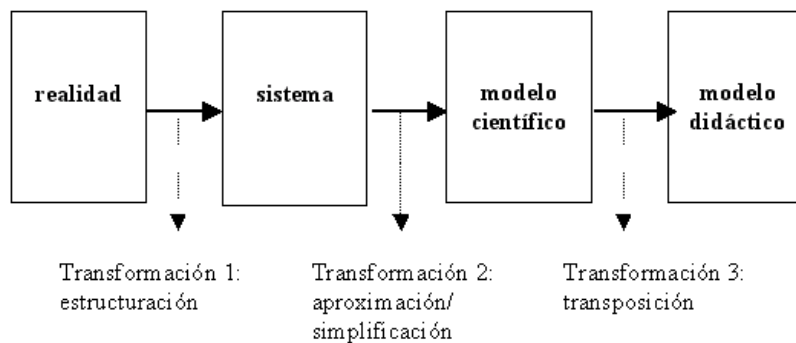 realidad
sistema
modelo
científico
modelo
didáctico
Transformación 1:
estructuración
Transformación 2:
aproximación/
simplificación
Transformación 3:
transposición